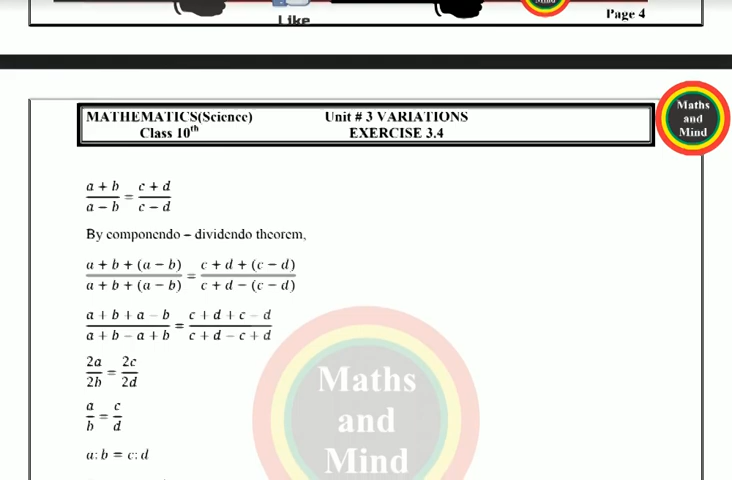 Mind
Like
Page 4
MATHEMATICS(Science) Unit # 3 VARIATIONS
Class 10th EXERCISE 3.4
Maths
and
Mind
a + b / a − b = c + d / c − d
By componendo – dividendo theorem,
a + b + (a − b) / a + b + (a − b) = c + d + (c − d) / c + d − (c − d)
a + b + a − b / a + b − a + b = c + d + c − d / c + d − c + d
2a / 2b = 2c / 2d
a / b = c / d
a: b = c: d
Maths
and
Mind